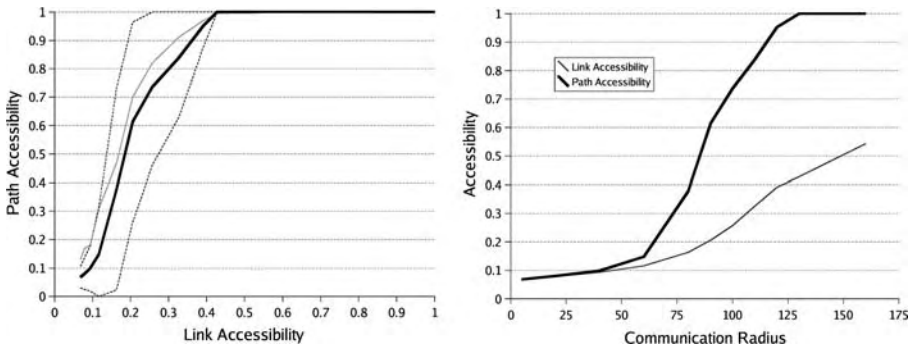 1
0.9
0.8
0.7
0.6
0.5
0.4
0.3
0.2
0.1
0
Path Accessibility
0 0.1 0.2 0.3 0.4 0.5 0.6 0.7 0.8 0.9 1
Link Accessibility
1
0.9
0.8
0.7
0.6
0.5
0.4
0.3
0.2
0.1
0
Accessibility
Link Accessibility
Path Accessibility
0 25 50 75 100 125 150 175
Communication Radius